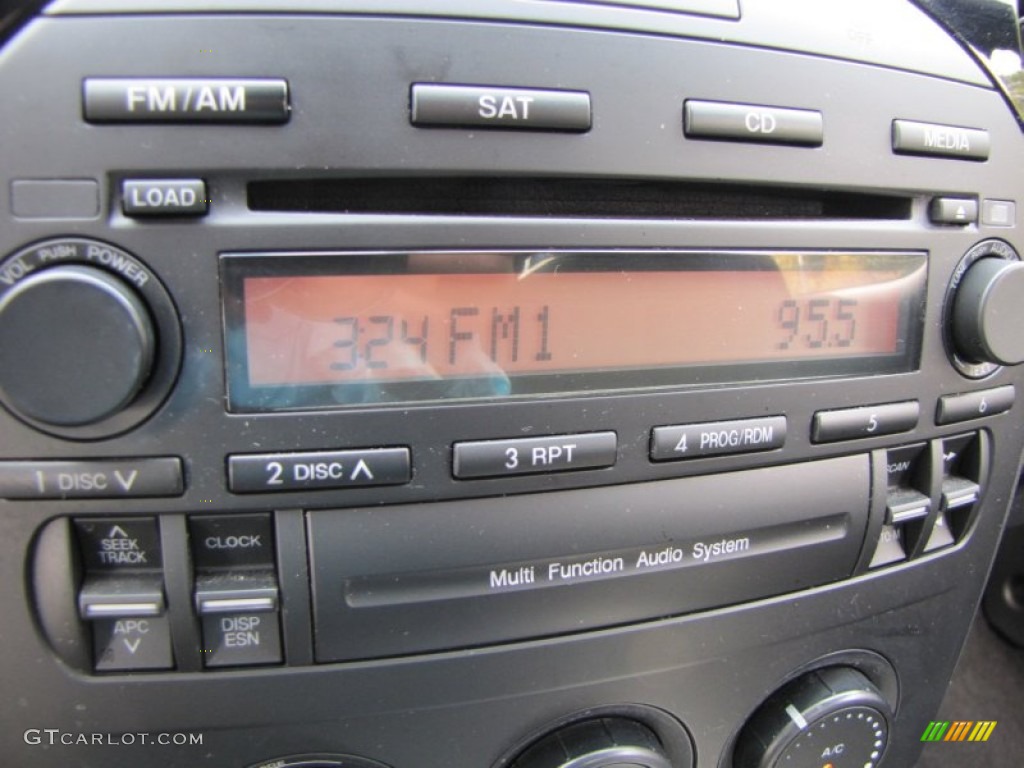 FM/AM SAT CD MEDIA
LOAD
VOL PUSH POWER
3:24 FM1 95.5
1 DISC 2 DISC 3 RPT 4 PROG/RDM 5 6
SEEK
TRACK
CLOCK
APC
DISP
ESN
Multi Function Audio System
A/C
GTCARLOT.COM